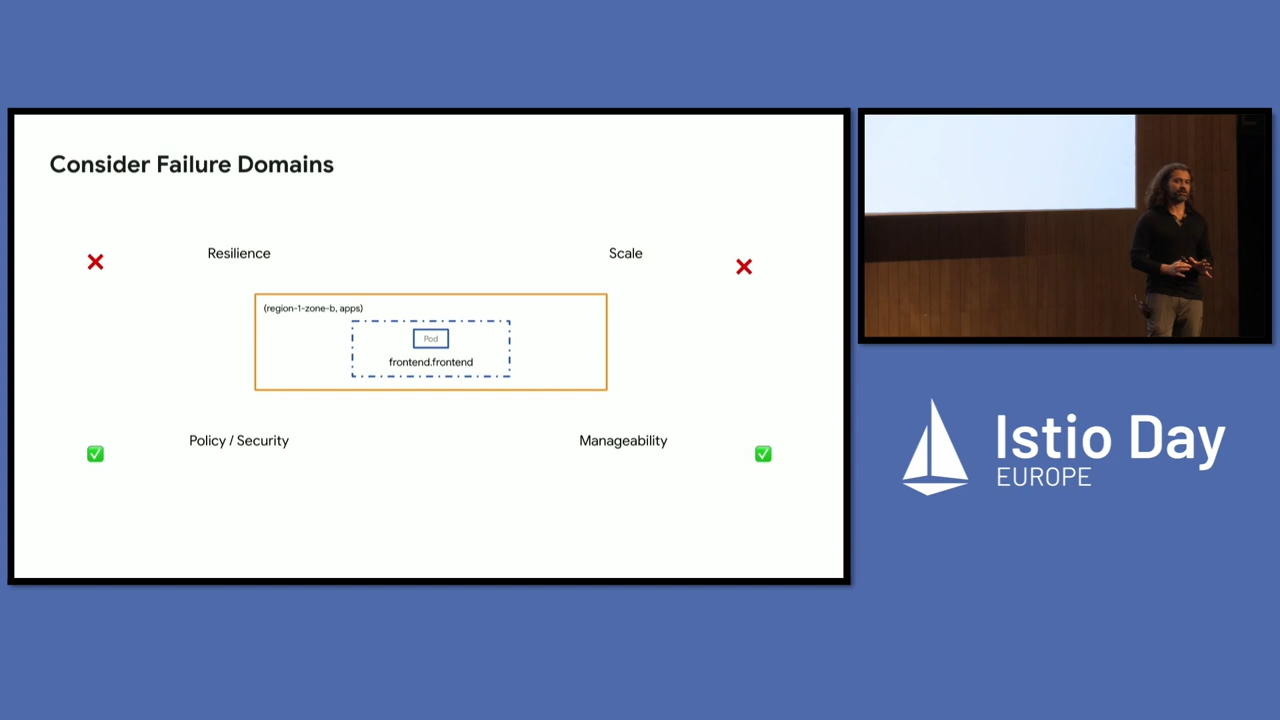 Consider Failure Domains
Resilience
Scale
(region-1-zone-b, apps)
Pod
frontend.frontend
Policy / Security
Manageability
Istio Day
EUROPE